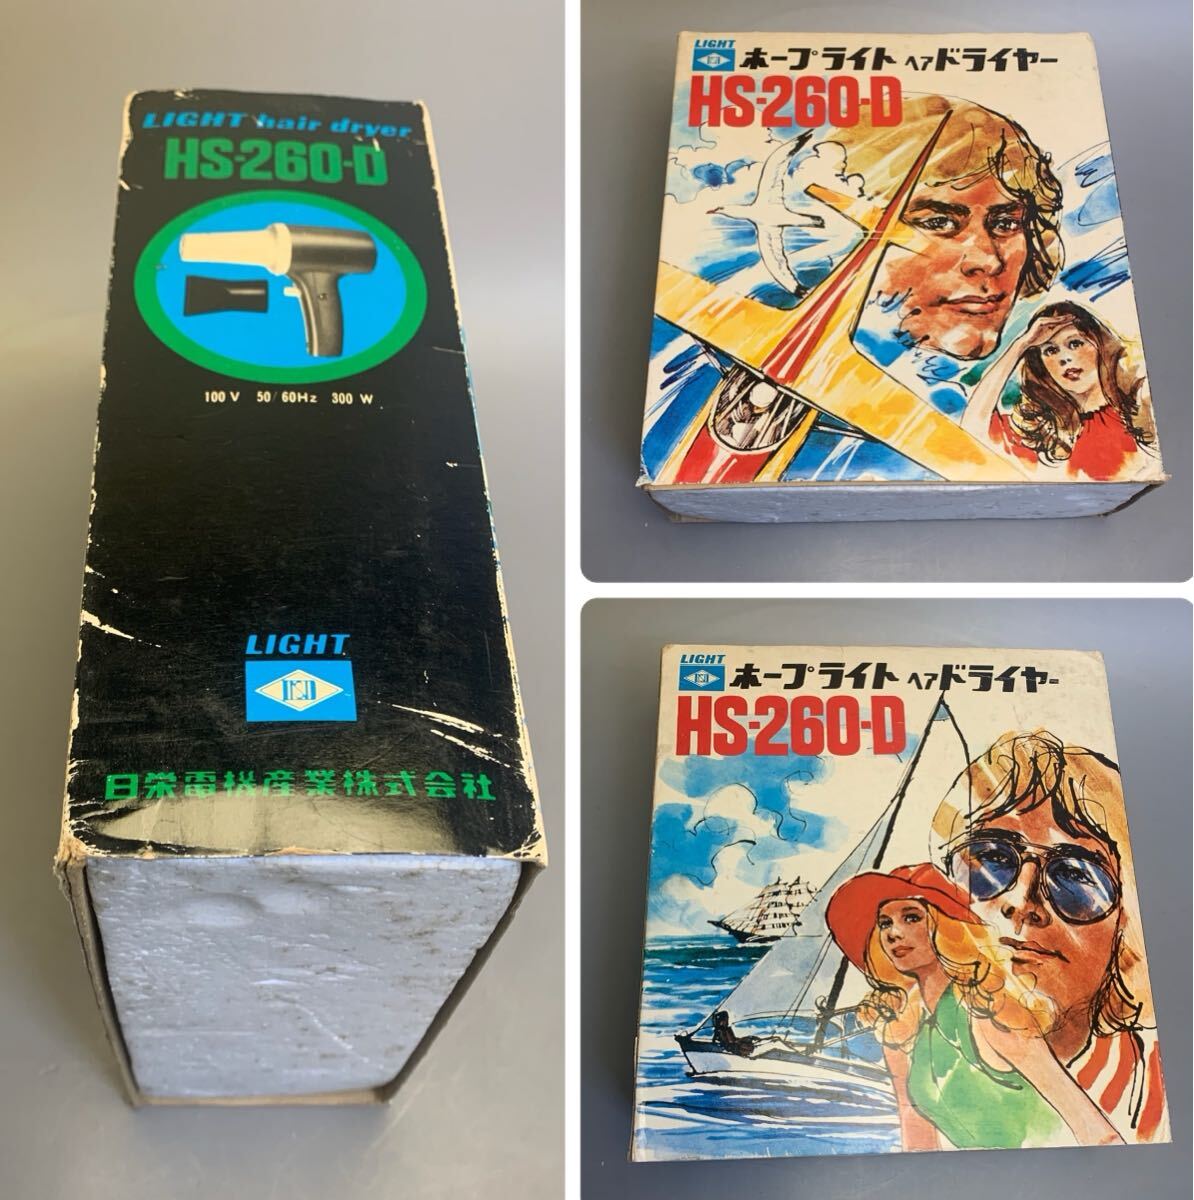 LIGHT hair dryer
HS-260-D
100 V 50/60Hz 300 W
LIGHT
日栄電機産業株式会社
LIGHT
ホープライト ヘアドライヤー
HS-260-D
LIGHT
ホープライト ヘアドライヤー
HS-260-D